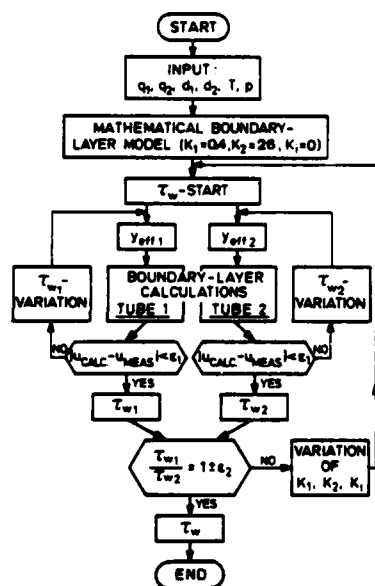 START
INPUT:
q₁, q₂, d₁, d₂, T, p
MATHEMATICAL BOUNDARY-
LAYER MODEL (K₁=0.4, K₂=26, Kᵢ=0)
τw-START
yeff 1
yeff 2
τw1-
VARIATION
BOUNDARY-LAYER
CALCULATIONS
TUBE 1 TUBE 2
τw2-
VARIATION
NO
|uCALC.-uMEAS|<ε₁
|uCALC.-uMEAS|<ε₁
NO
YES
YES
τw1
τw2
τw1
τw2
= 1±ε₂
NO
VARIATION
OF
K₁, K₂, Kᵢ
YES
τw
END